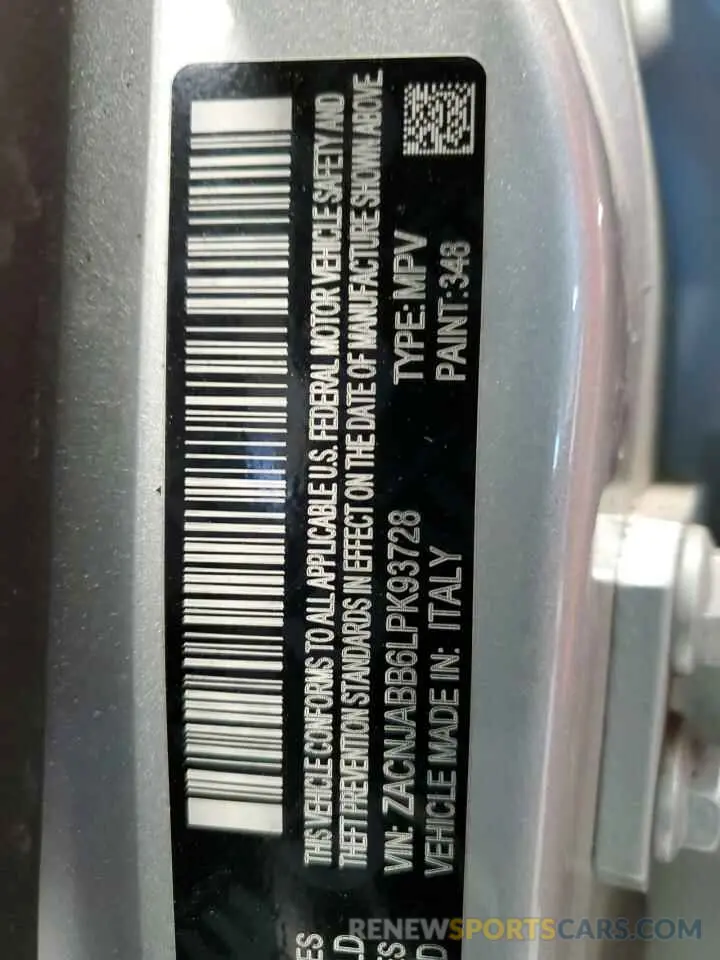 THIS VEHICLE CONFORMS TO ALL APPLICABLE U.S. FEDERAL MOTOR VEHICLE SAFETY AND
THEFT PREVENTION STANDARDS IN EFFECT ON THE DATE OF MANUFACTURE SHOWN ABOVE.
VIN: ZACNJABB6LPK93728
TYPE: MPV
VEHICLE MADE IN: ITALY
PAINT: 348
RENEWSPORTSCARS.COM